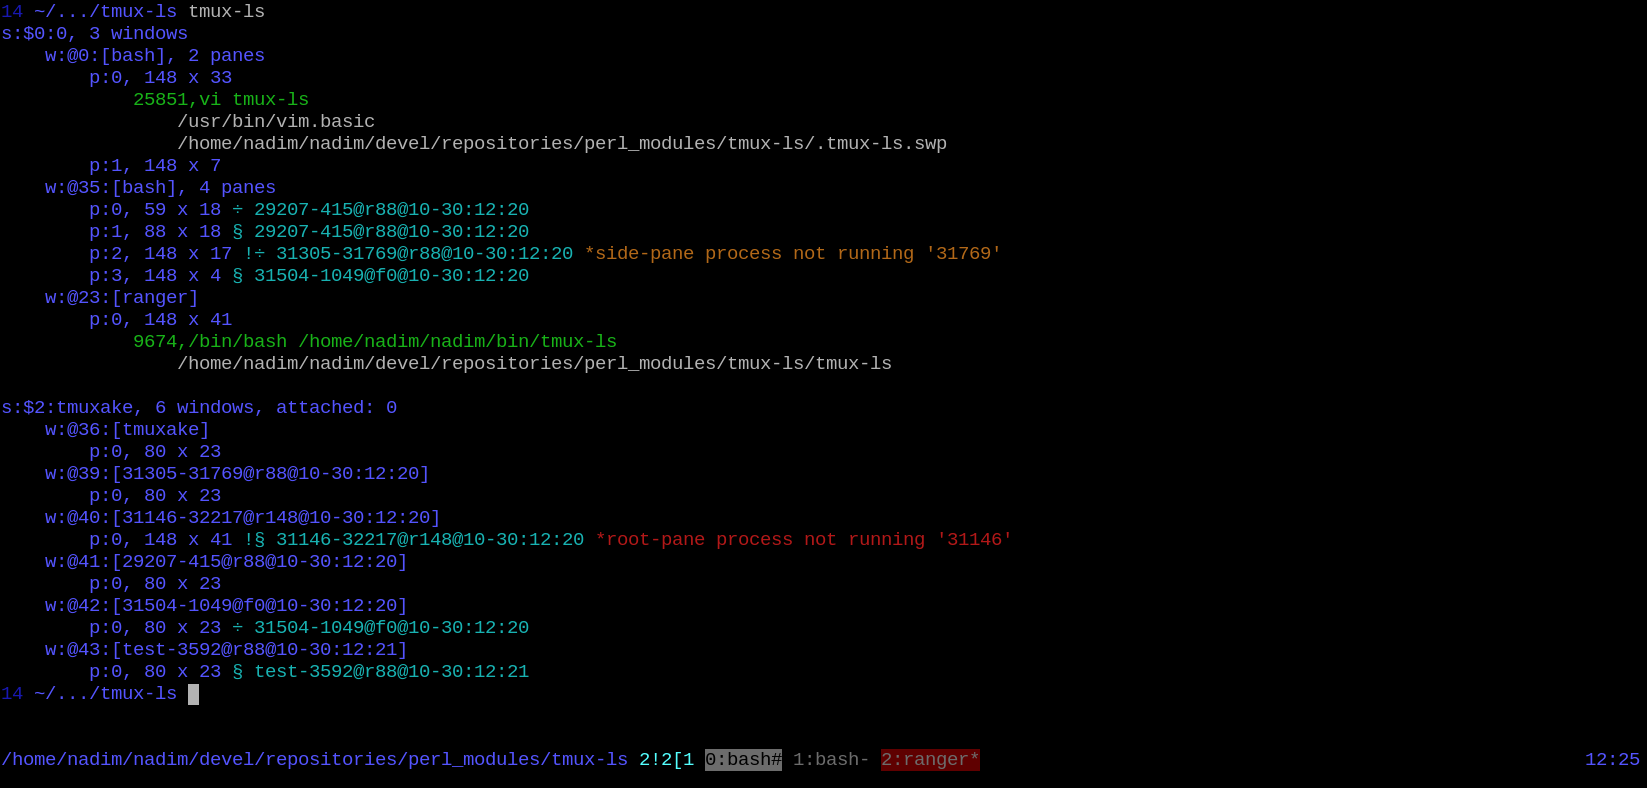 14 ~/.../tmux-ls tmux-ls
s:$0:0, 3 windows
    w:@0:[bash], 2 panes
        p:0, 148 x 33
            25851,vi tmux-ls
                /usr/bin/vim.basic
                /home/nadim/nadim/devel/repositories/perl_modules/tmux-ls/.tmux-ls.swp
        p:1, 148 x 7
    w:@35:[bash], 4 panes
        p:0, 59 x 18 ÷ 29207-415@r88@10-30:12:20
        p:1, 88 x 18 § 29207-415@r88@10-30:12:20
        p:2, 148 x 17 !÷ 31305-31769@r88@10-30:12:20 *side-pane process not running '31769'
        p:3, 148 x 4 § 31504-1049@f0@10-30:12:20
    w:@23:[ranger]
        p:0, 148 x 41
            9674,/bin/bash /home/nadim/nadim/bin/tmux-ls
                /home/nadim/nadim/devel/repositories/perl_modules/tmux-ls/tmux-ls

s:$2:tmuxake, 6 windows, attached: 0
    w:@36:[tmuxake]
        p:0, 80 x 23
    w:@39:[31305-31769@r88@10-30:12:20]
        p:0, 80 x 23
    w:@40:[31146-32217@r148@10-30:12:20]
        p:0, 148 x 41 !§ 31146-32217@r148@10-30:12:20 *root-pane process not running '31146'
    w:@41:[29207-415@r88@10-30:12:20]
        p:0, 80 x 23
    w:@42:[31504-1049@f0@10-30:12:20]
        p:0, 80 x 23 ÷ 31504-1049@f0@10-30:12:20
    w:@43:[test-3592@r88@10-30:12:21]
        p:0, 80 x 23 § test-3592@r88@10-30:12:21
14 ~/.../tmux-ls
/home/nadim/nadim/devel/repositories/perl_modules/tmux-ls 2!2[1 0:bash# 1:bash- 2:ranger* 12:25